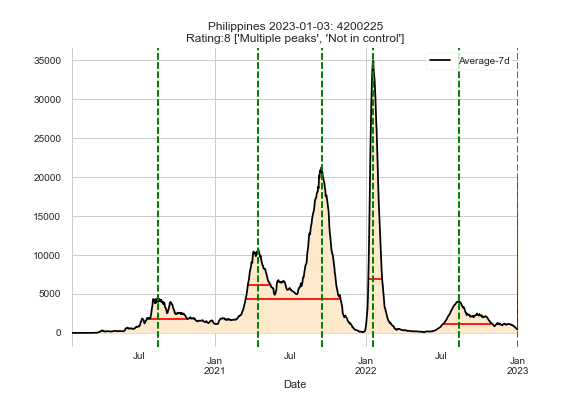 Philippines 2023-01-03: 4200225
Rating:8 ['Multiple peaks', 'Not in control']
Average-7d
35000
30000
25000
20000
15000
10000
5000
0
Jul
Jan
2021
Jul
Jan
2022
Jul
Jan
2023
Date